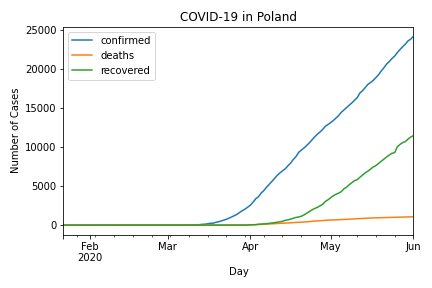 COVID-19 in Poland
25000
20000
15000
10000
5000
0
Number of Cases
confirmed
deaths
recovered
Feb
2020
Mar
Apr
May
Jun
Day